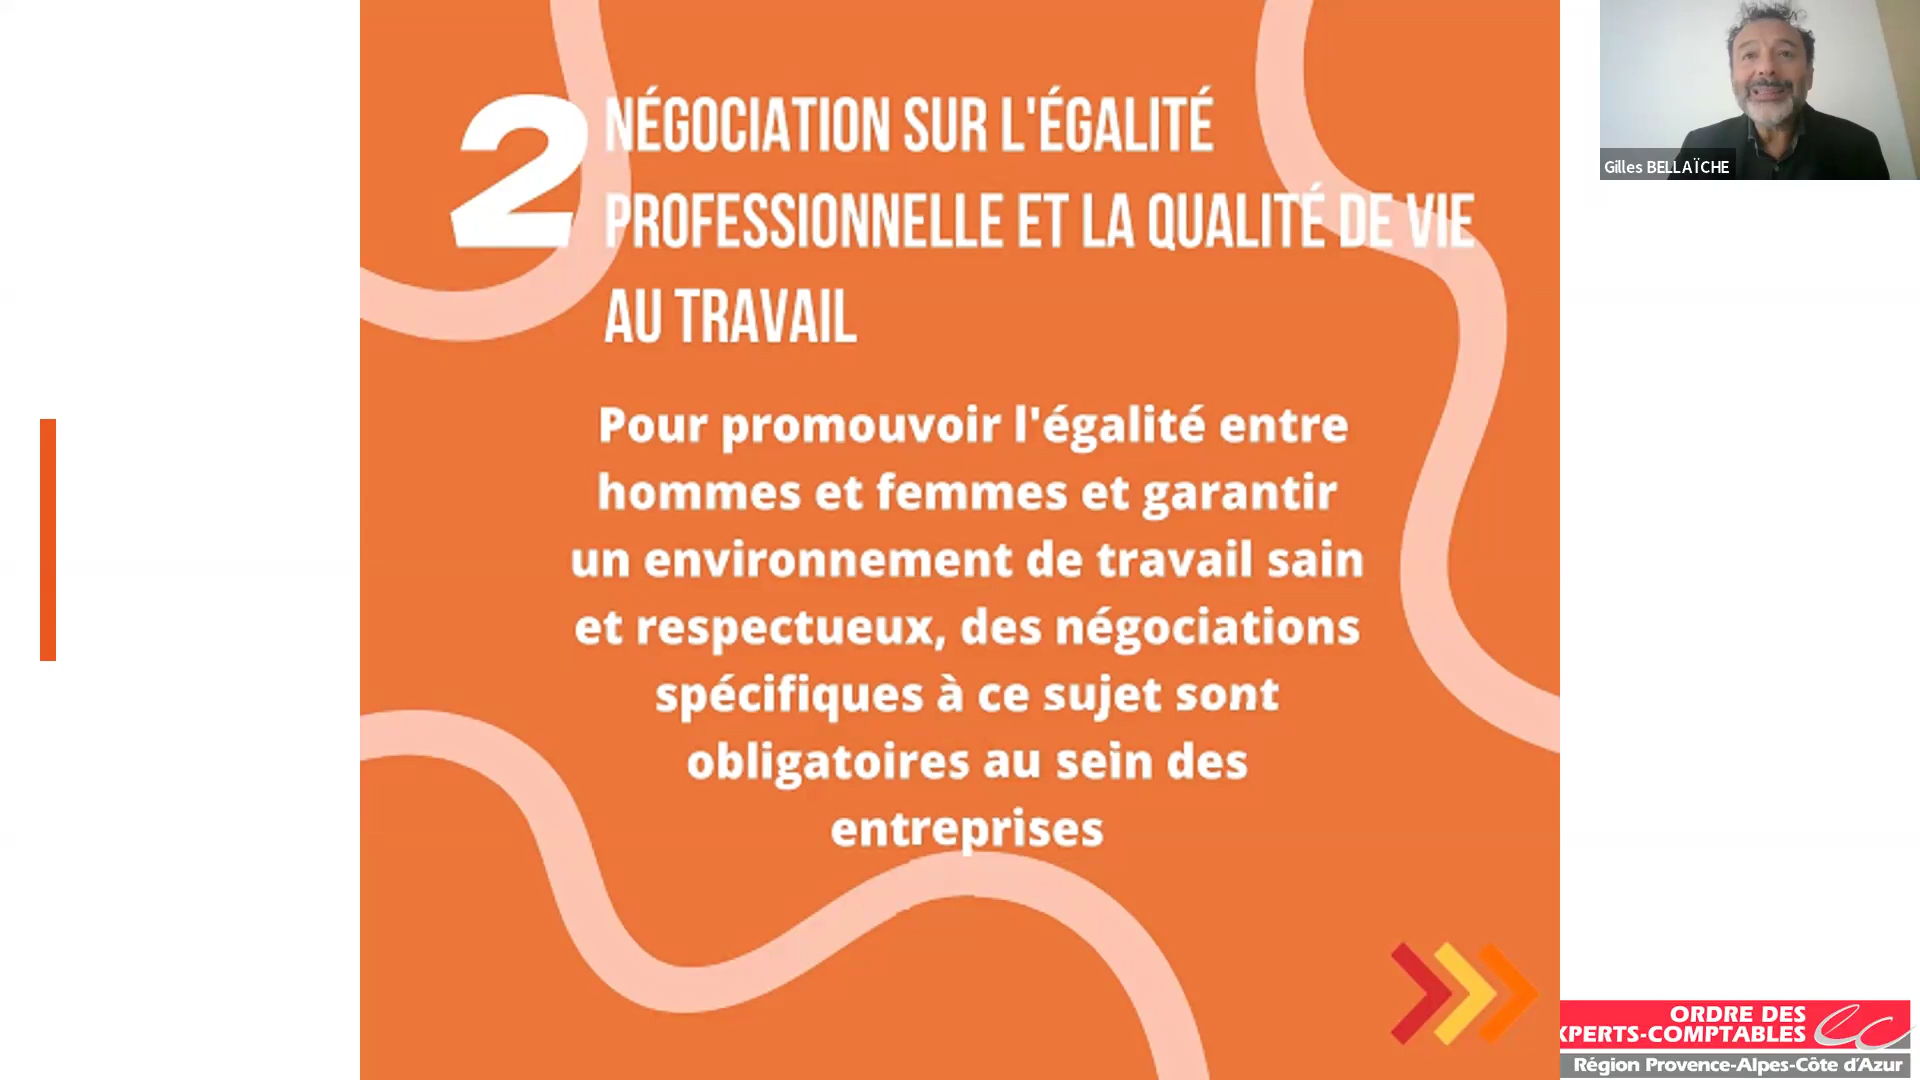 2
NÉGOCIATION SUR L'ÉGALITÉ
PROFESSIONNELLE ET LA QUALITÉ DE VIE
AU TRAVAIL
Pour promouvoir l'égalité entre
hommes et femmes et garantir
un environnement de travail sain
et respectueux, des négociations
spécifiques à ce sujet sont
obligatoires au sein des
entreprises
Gilles BELLAÏCHE
ORDRE DES
XPERTS-COMPTABLES
Région Provence-Alpes-Côte d'Azur